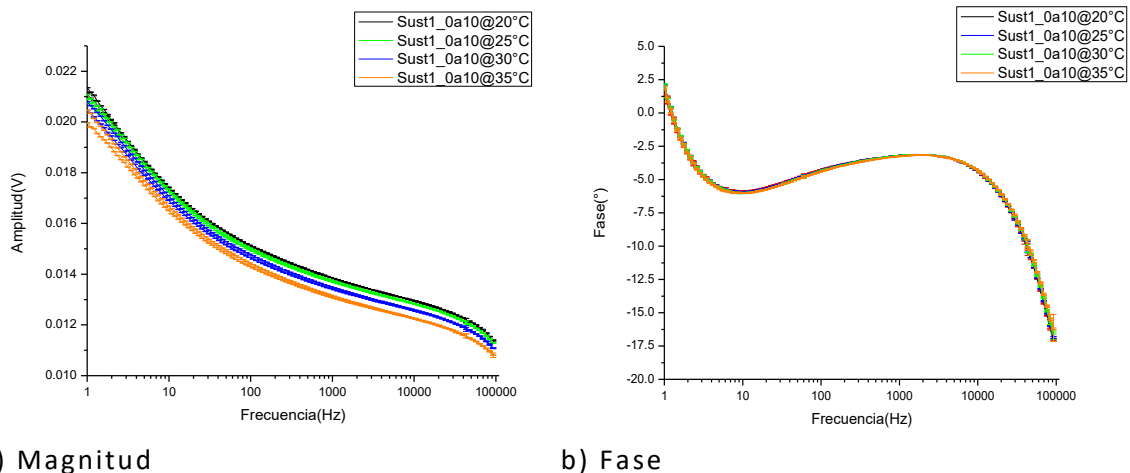 Sust1_0a10@20°C
Sust1_0a10@25°C
Sust1_0a10@30°C
Sust1_0a10@35°C
0.022
0.020
0.018
0.016
0.014
0.012
0.010
Amplitud(V)
1 10 100 1000 10000 100000
Frecuencia(Hz)
) Magnitud
Sust1_0a10@20°C
Sust1_0a10@25°C
Sust1_0a10@30°C
Sust1_0a10@35°C
5.0
2.5
0.0
-2.5
-5.0
-7.5
-10.0
-12.5
-15.0
-17.5
-20.0
Fase(°)
1 10 100 1000 10000 100000
Frecuencia(Hz)
b) Fase